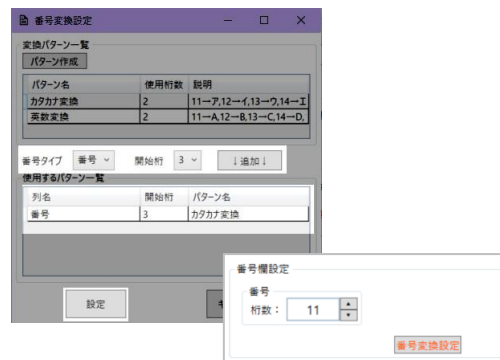 番号変換設定
変換パターン一覧
パターン作成
パターン名 使用桁数 説明
カタカナ変換 2 11→ア,12→イ,13→ウ,14→エ
英数変換 2 11→A,12→B,13→C,14→D,
番号タイプ 番号 開始桁 3 ↓追加↓
使用するパターン一覧
列名 開始桁 パターン名
番号 3 カタカナ変換
設定
番号欄設定
番号
桁数: 11
番号変換設定